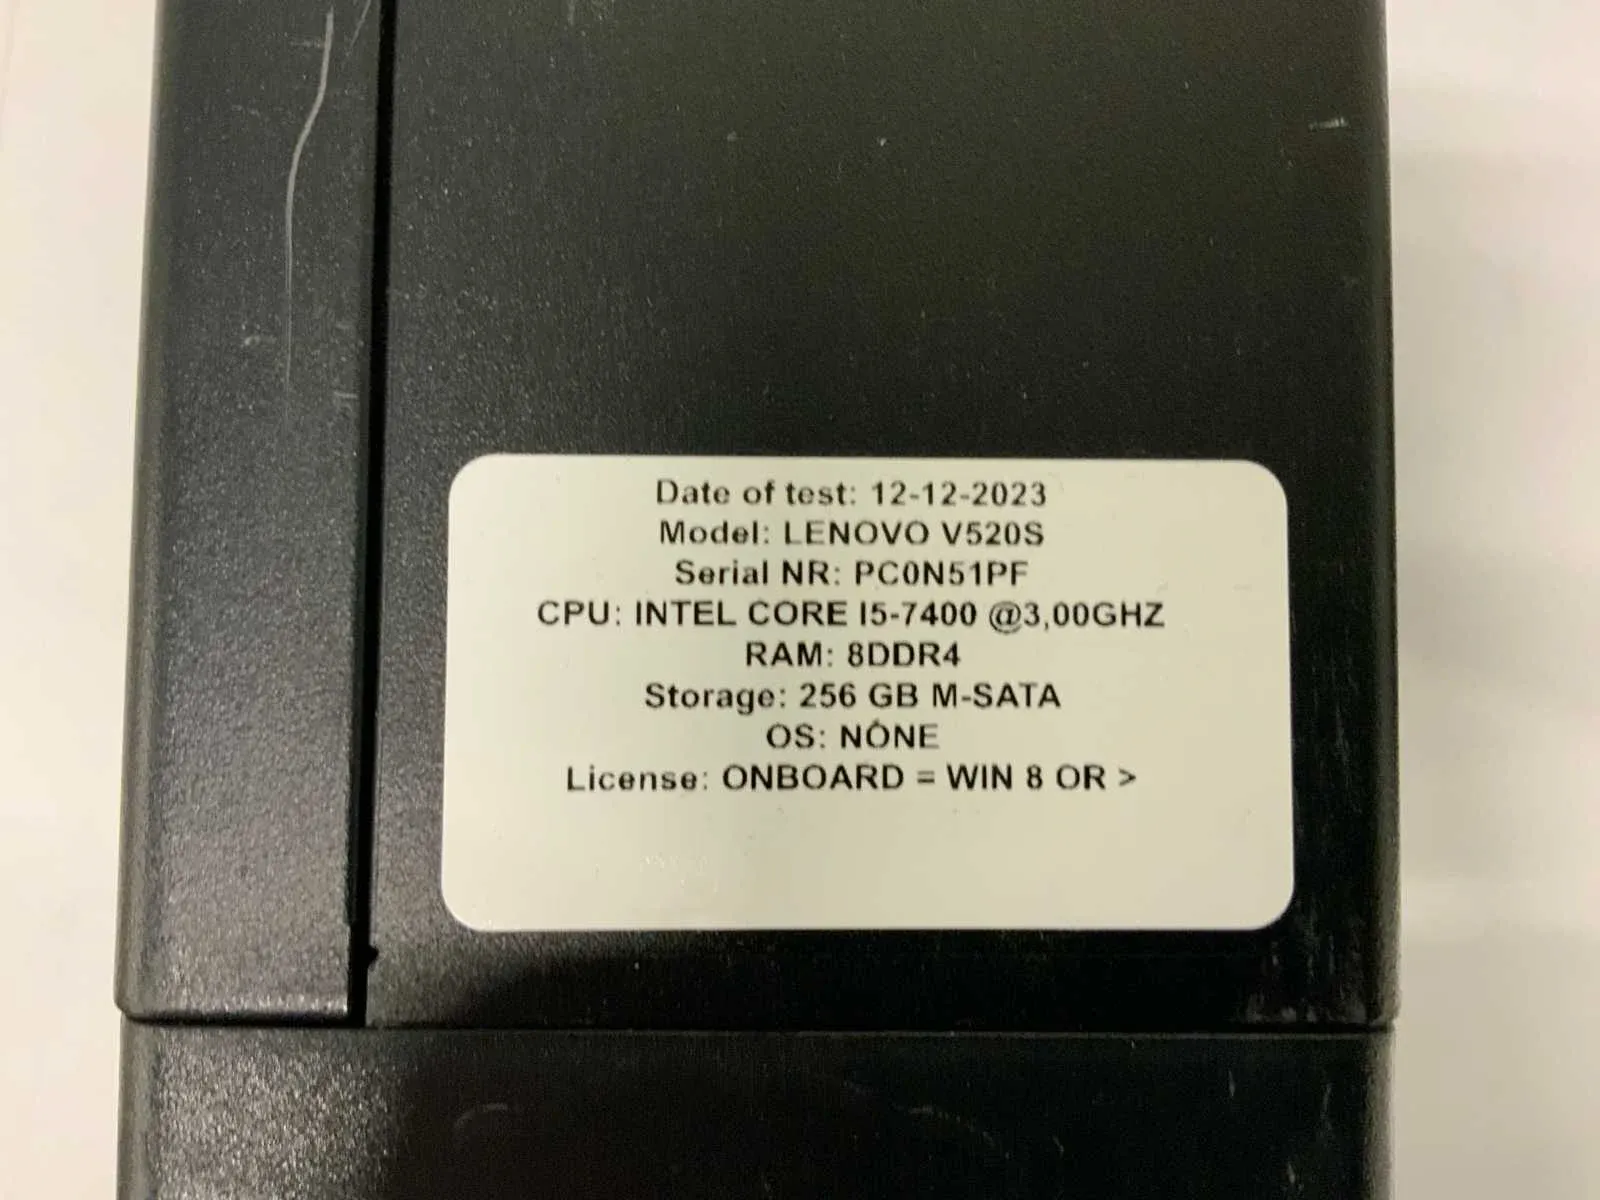 Date of test: 12-12-2023
Model: LENOVO V520S
Serial NR: PC0N51PF
CPU: INTEL CORE I5-7400 @3,00GHZ
RAM: 8DDR4
Storage: 256 GB M-SATA
OS: NONE
License: ONBOARD = WIN 8 OR >